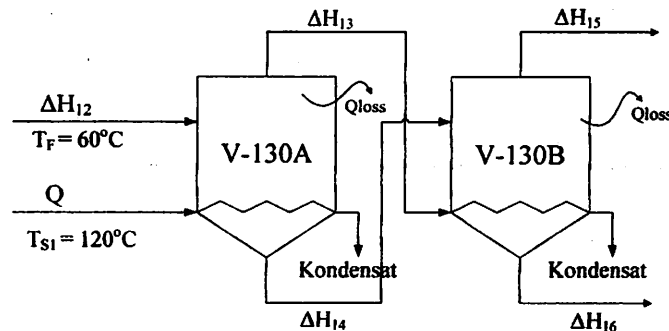 ΔH₁₃
ΔH₁₅
ΔH₁₂
T_F = 60°C
Qloss
V-130A
Qloss
V-130B
Q
T_S1 = 120°C
Kondensat
Kondensat
ΔH₁₄
ΔH₁₆